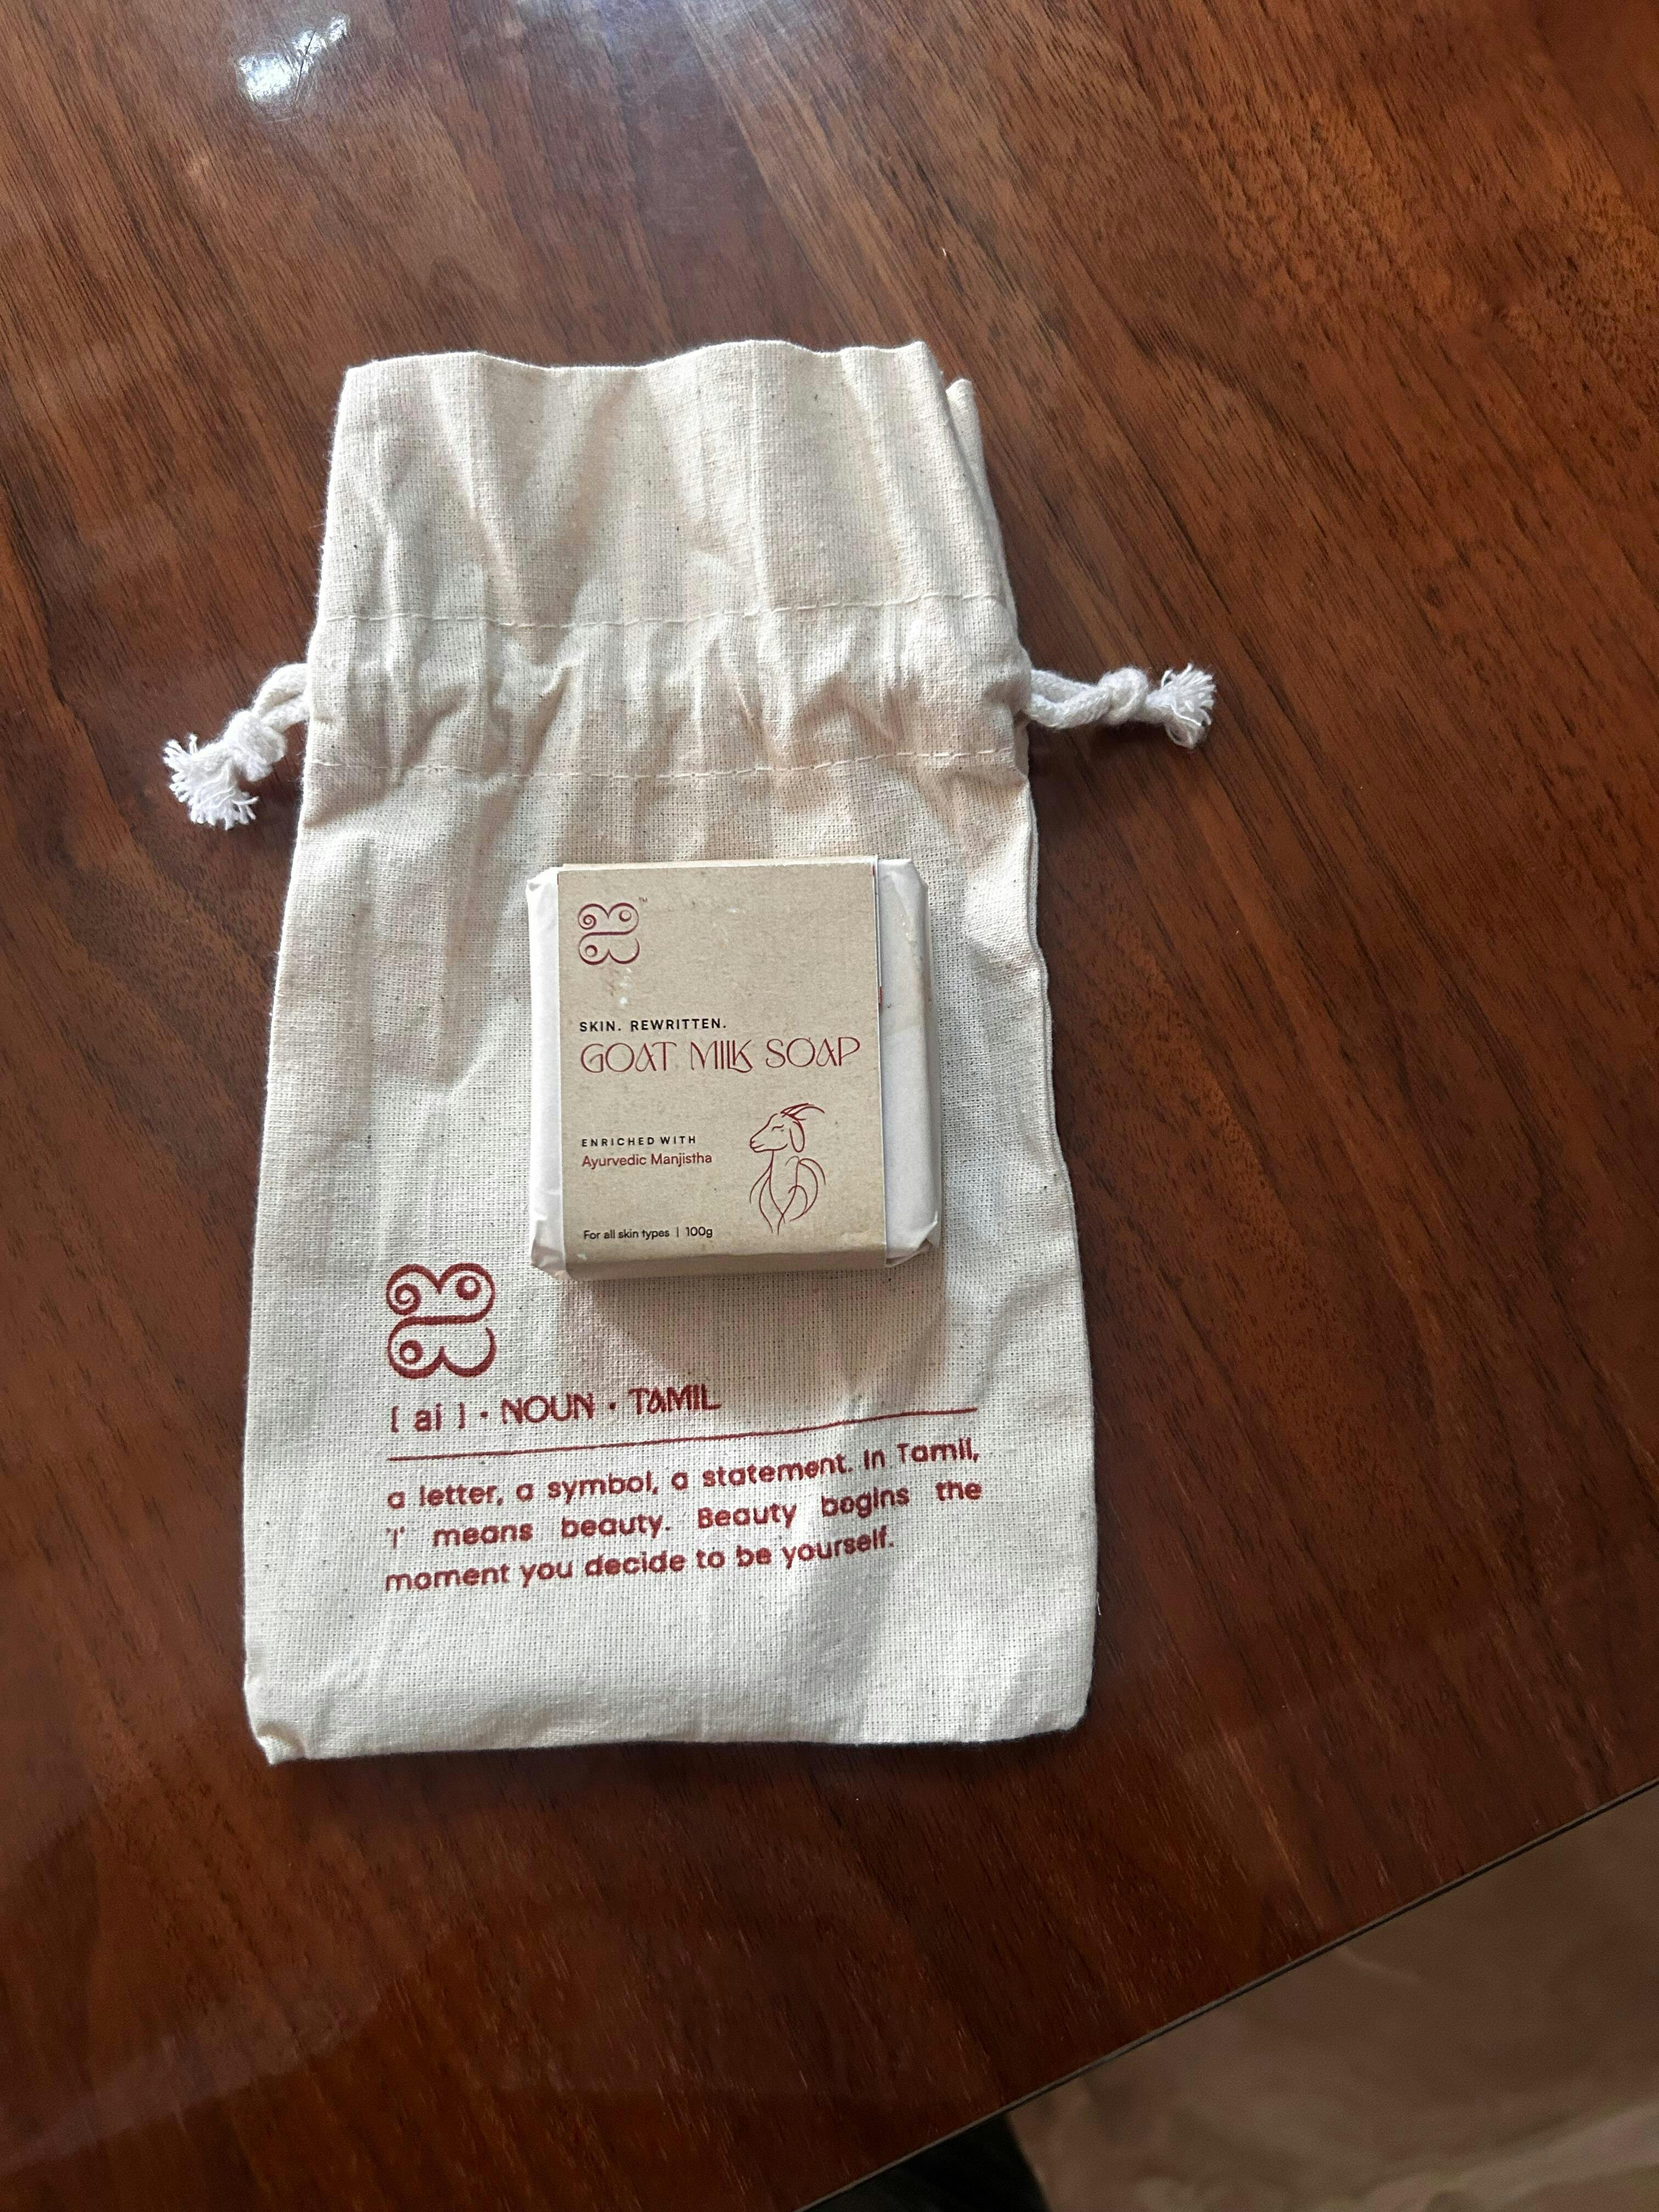 ™
SKIN. REWRITTEN.
GOAT MILK SOAP
ENRICHED WITH
Ayurvedic Manjistha
For all skin types | 100g
[ ai ] · NOUN · TAMIL
a letter, a symbol, a statement. In Tamil,
'I' means beauty. Beauty begins the
moment you decide to be yourself.